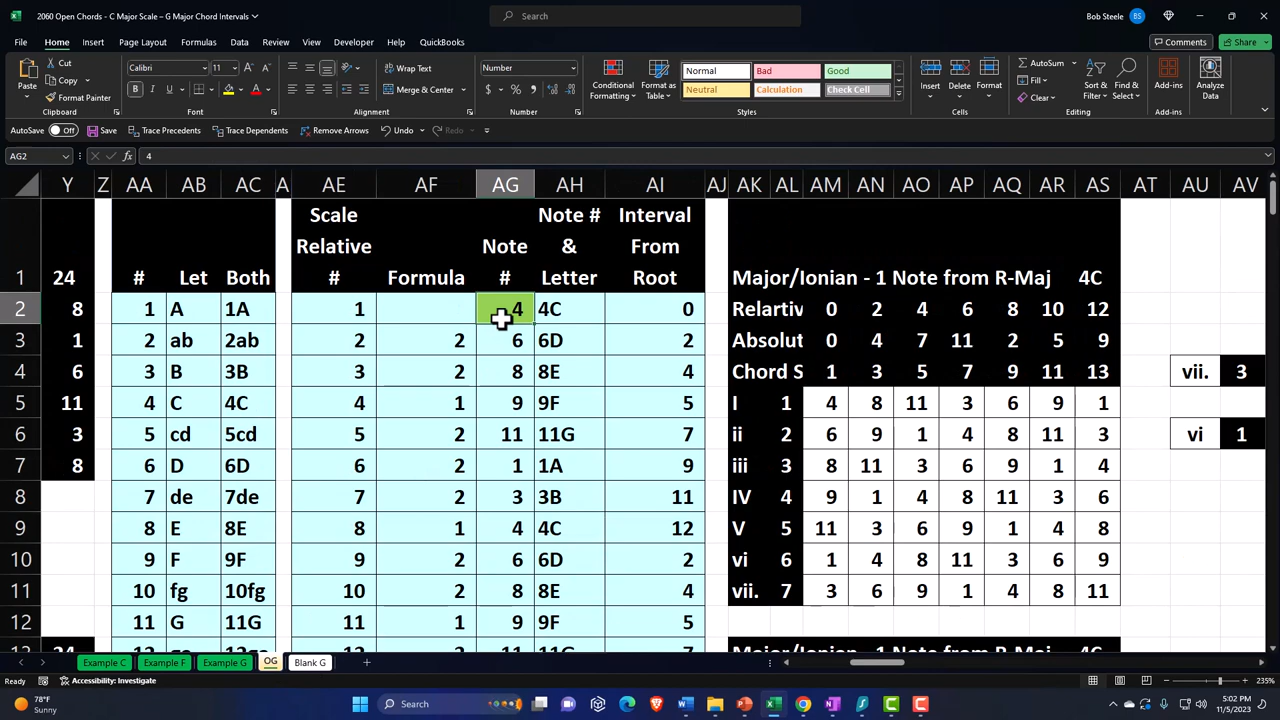 2060 Open Chords - C Major Scale – G Major Chord Intervals
Search
Bob Steele BS
File Home Insert Page Layout Formulas Data Review View Developer Automate Help QuickBooks
Comments Share
Paste
Cut
Copy
Format Painter
Clipboard
Calibri 11
B I U
Font
Wrap Text
Merge & Center
Alignment
Number
$ % ,
Number
Conditional Formatting
Format as Table
Normal Bad Good
Neutral Calculation Check Cell
Styles
Insert Delete Format
Cells
AutoSum
Fill
Clear
Sort & Filter
Find & Select
Editing
Add-ins
Add-ins
Analyze Data
AutoSave Off Save Trace Precedents Trace Dependents Remove Arrows Undo Redo
AG2 fx 4
Y Z AA AB AC A AE AF AG AH AI AJ AK AL AM AN AO AP AQ AR AS AT AU AV
Scale Note # Interval
Relative Note & From
1 24 # Let Both # Formula # Letter Root Major/Ionian - 1 Note from R-Maj 4C
2 8 1 A 1A 1 4 4C 0 Relartiv 0 2 4 6 8 10 12
3 1 2 ab 2ab 2 2 6 6D 2 Absolut 0 4 7 11 2 5 9
4 6 3 B 3B 3 2 8 8E 4 Chord S 1 3 5 7 9 11 13 vii. 3
5 11 4 C 4C 4 1 9 9F 5 I 1 4 8 11 3 6 9 1
6 3 5 cd 5cd 5 2 11 11G 7 ii 2 6 9 1 4 8 11 3 vi 1
7 8 6 D 6D 6 2 1 1A 9 iii 3 8 11 3 6 9 1 4
8 7 de 7de 7 2 3 3B 11 IV 4 9 1 4 8 11 3 6
9 8 E 8E 8 1 4 4C 12 V 5 11 3 6 9 1 4 8
10 9 F 9F 9 2 6 6D 2 vi 6 1 4 8 11 3 6 9
11 10 fg 10fg 10 2 8 8E 4 vii. 7 3 6 9 1 4 8 11
12 11 G 11G 11 1 9 9F 5
Example C Example F Example G OG Blank G
Ready Accessibility: Investigate 235%
78°F
Sunny
Search
5:02 PM
11/5/2023